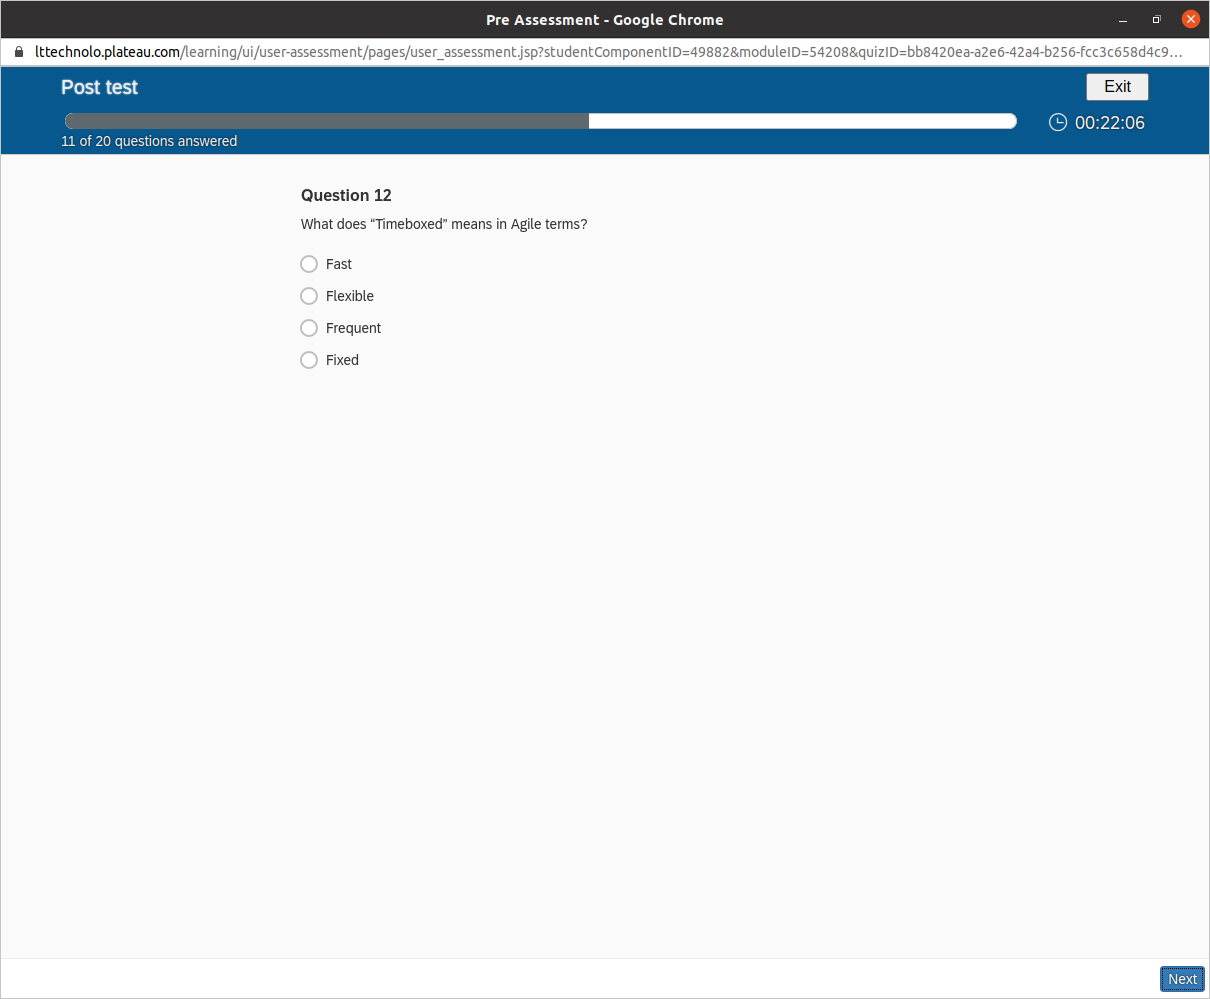 Pre Assessment - Google Chrome
lttechnolo.plateau.com/learning/ui/user-assessment/pages/user_assessment.jsp?studentComponentID=49882&moduleID=54208&quizID=bb8420ea-a2e6-42a4-b256-fcc3c658d4c9...
Post test
Exit
00:22:06
11 of 20 questions answered
Question 12
What does “Timeboxed” means in Agile terms?
Fast
Flexible
Frequent
Fixed
Next